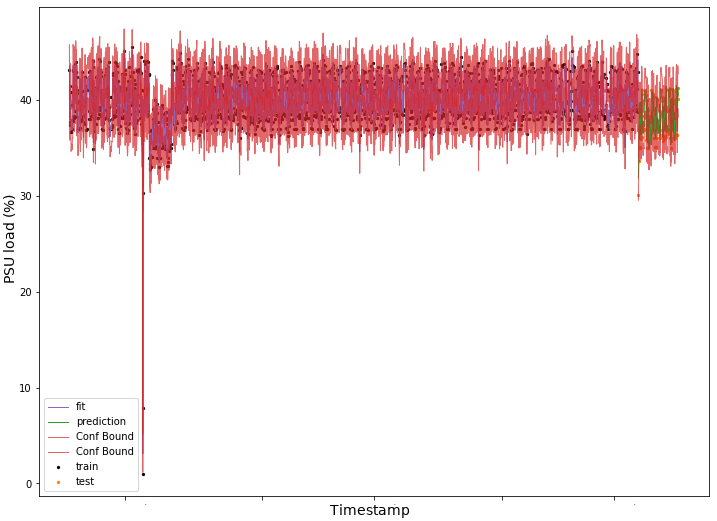 PSU load (%)
40
30
20
10
0
fit
prediction
Conf Bound
Conf Bound
train
test
Timestamp